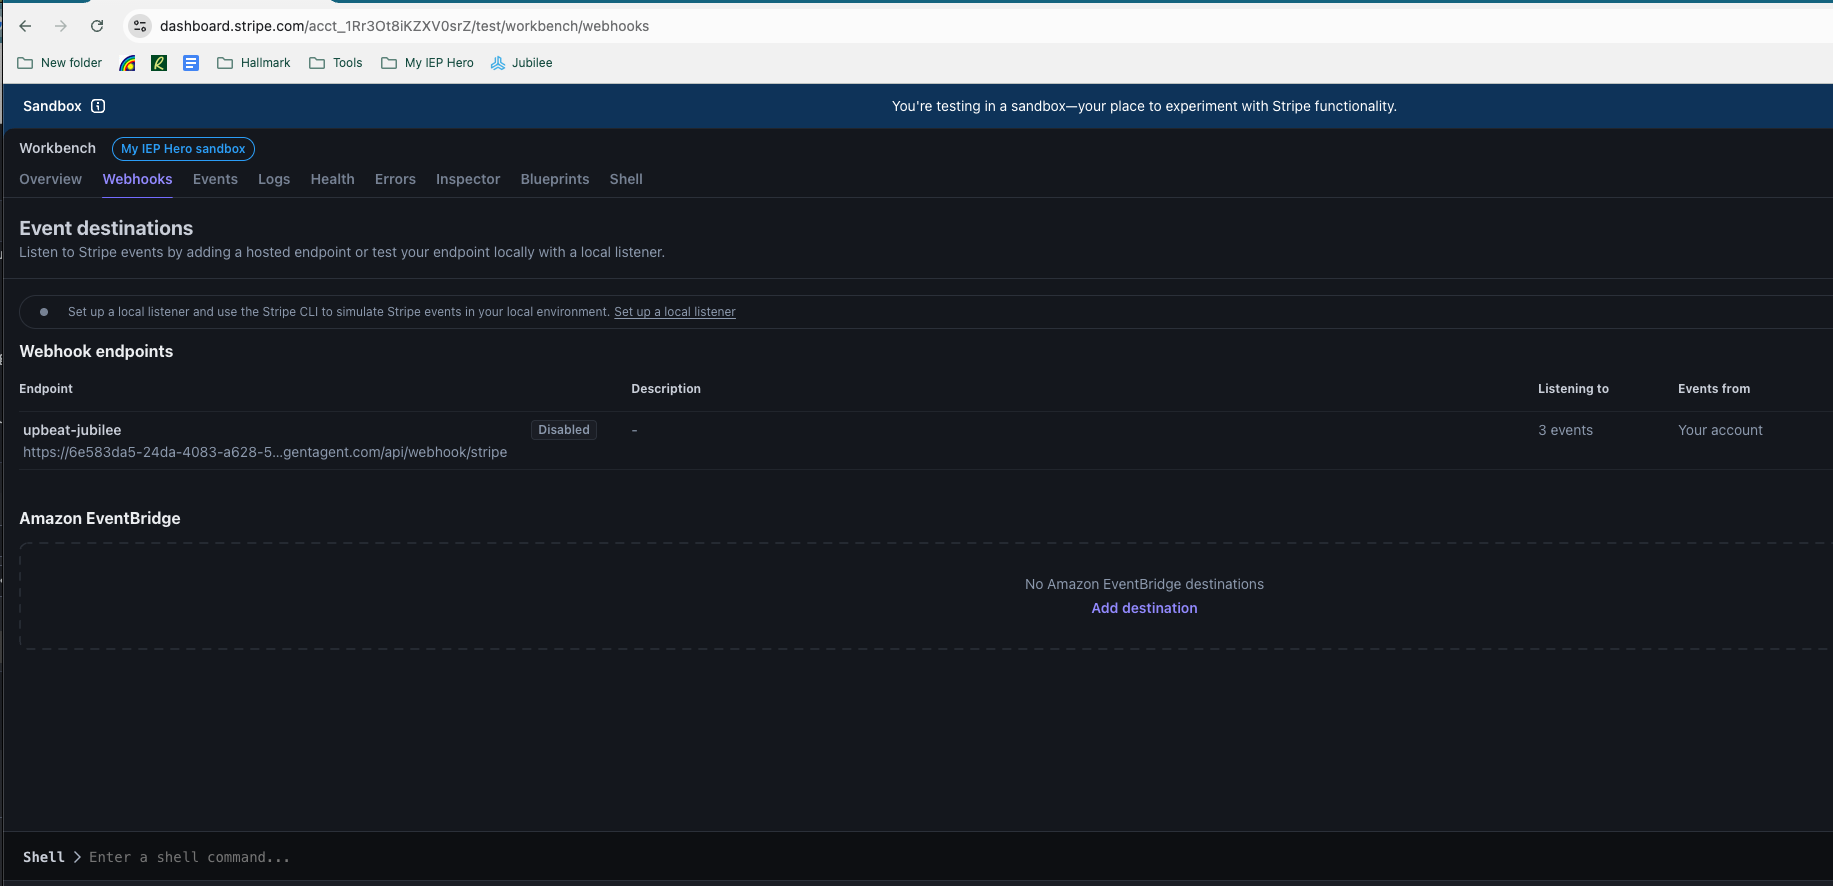 dashboard.stripe.com/acct_1Rr3Ot8iKZXV0srZ/test/workbench/webhooks
New folder Hallmark Tools My IEP Hero Jubilee
Sandbox You're testing in a sandbox—your place to experiment with Stripe functionality.
Workbench My IEP Hero sandbox
Overview Webhooks Events Logs Health Errors Inspector Blueprints Shell
Event destinations
Listen to Stripe events by adding a hosted endpoint or test your endpoint locally with a local listener.
Set up a local listener and use the Stripe CLI to simulate Stripe events in your local environment. Set up a local listener
Webhook endpoints
Endpoint Description Listening to Events from
upbeat-jubilee Disabled - 3 events Your account
https://6e583da5-24da-4083-a628-5...gentagent.com/api/webhook/stripe
Amazon EventBridge
No Amazon EventBridge destinations
Add destination
Shell > Enter a shell command...